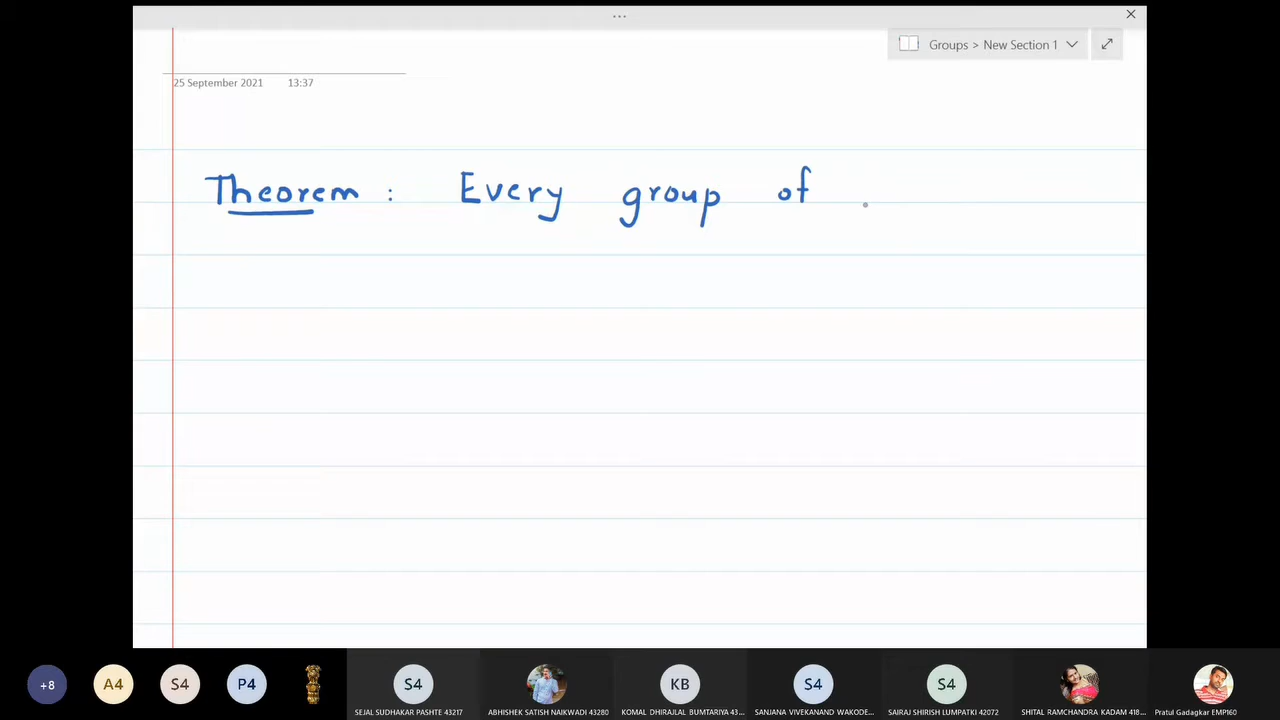 ...
Groups > New Section 1
25 September 2021 13:37
Theorem : Every group of
+8 A4 S4 P4 S4 KB S4 S4
SEJAL SUDHAKAR PASHTE 43217 ABHISHEK SATISH NAIKWADI 43280 KOMAL DHIRAJLAL BUMTARIYA 43... SANJANA VIVEKANAND WAKODE... SAIRAJ SHIRISH LUMPATKI 42072 SHITAL RAMCHANDRA KADAM 418... Pratul Gadagkar EMP160